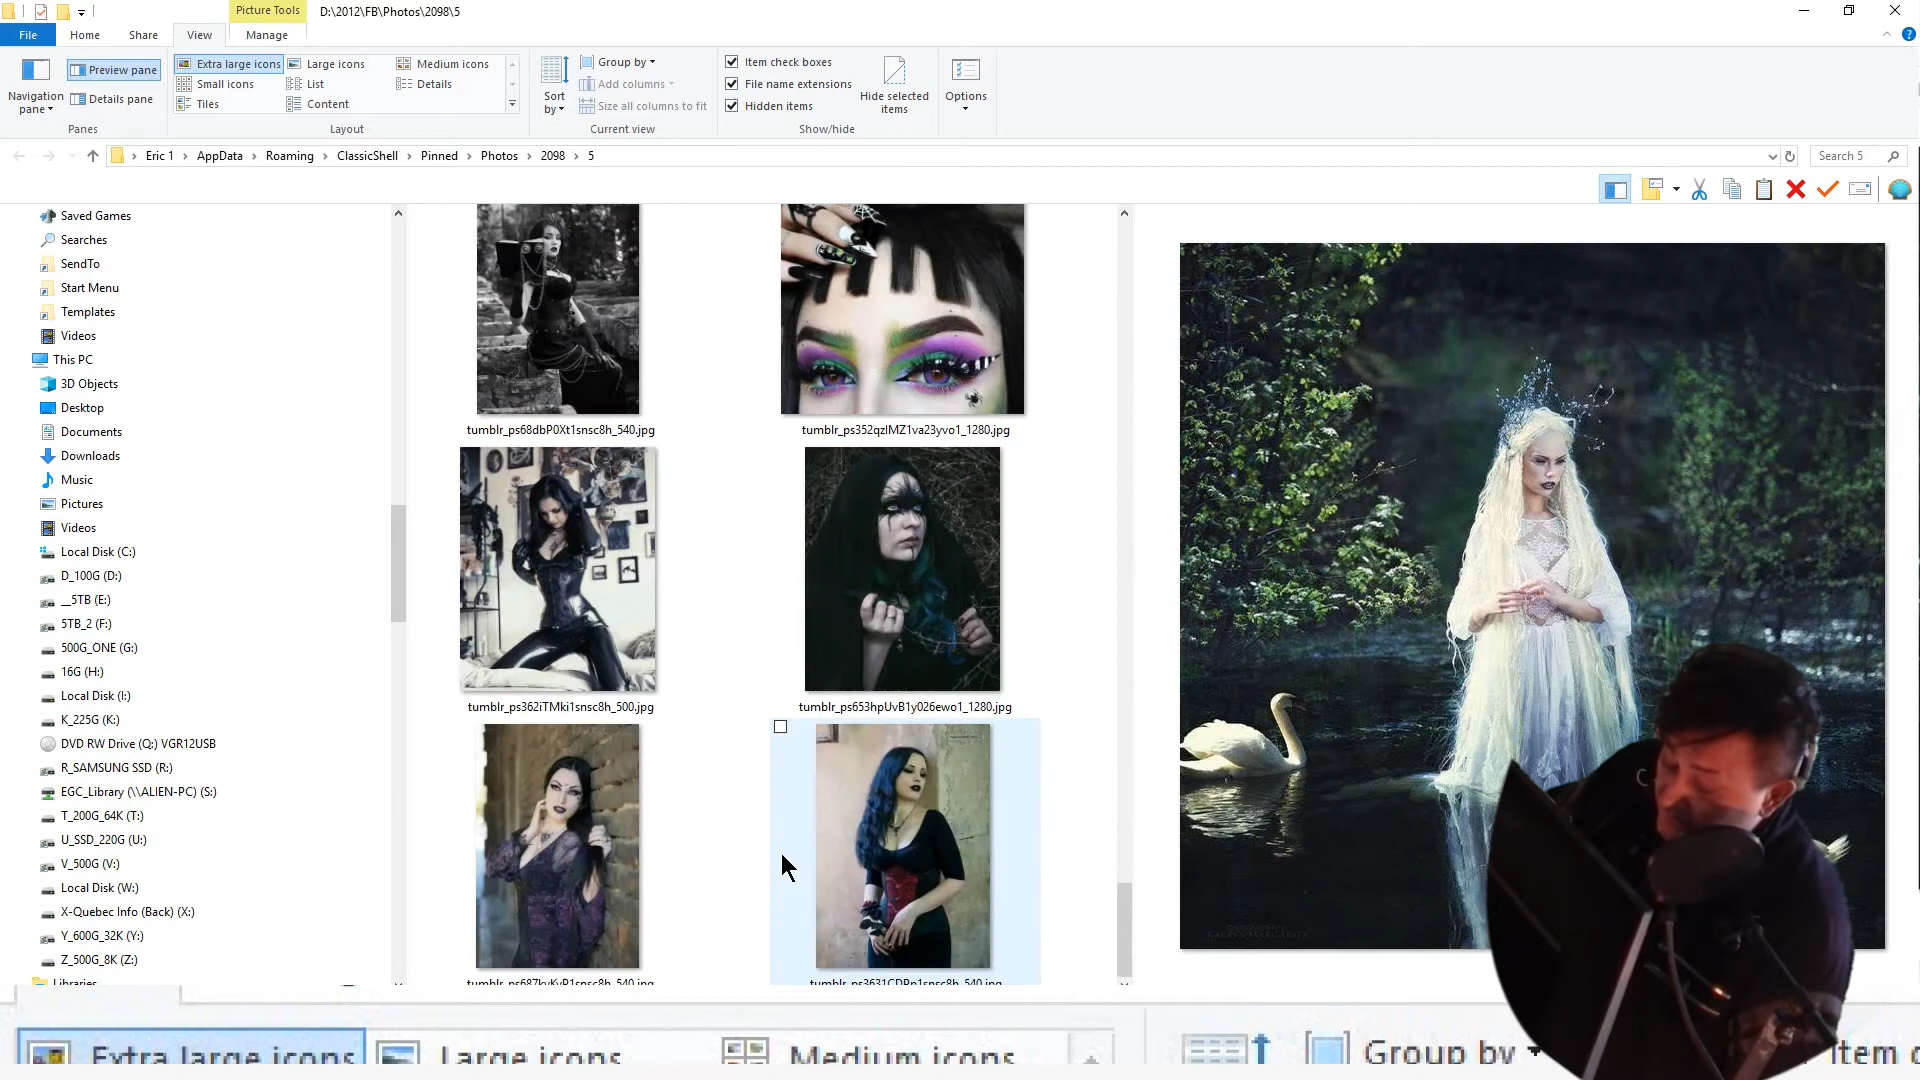 Picture Tools
D:\2012\FB\Photos\2098\5
File
Home
Share
View
Manage
Navigation pane
Preview pane
Details pane
Panes
Extra large icons
Large icons
Medium icons
Small icons
List
Details
Tiles
Content
Layout
Sort by
Group by
Add columns
Size all columns to fit
Current view
Item check boxes
File name extensions
Hidden items
Hide selected items
Show/hide
Options
Eric 1
AppData
Roaming
ClassicShell
Pinned
Photos
2098
5
Search 5
Saved Games
Searches
SendTo
Start Menu
Templates
Videos
This PC
3D Objects
Desktop
Documents
Downloads
Music
Pictures
Videos
Local Disk (C:)
D_100G (D:)
__5TB (E:)
5TB_2 (F:)
500G_ONE (G:)
16G (H:)
Local Disk (I:)
K_225G (K:)
DVD RW Drive (Q:) VGR12USB
R_SAMSUNG SSD (R:)
EGC_Library (\\ALIEN-PC) (S:)
T_200G_64K (T:)
U_SSD_220G (U:)
V_500G (V:)
Local Disk (W:)
X-Quebec Info (Back) (X:)
Y_600G_32K (Y:)
Z_500G_8K (Z:)
Libraries
tumblr_ps68dbP0Xt1snsc8h_540.jpg
tumblr_ps352qzlMZ1va23yvo1_1280.jpg
tumblr_ps362iTMki1snsc8h_500.jpg
tumblr_ps653hpUvB1y026ewo1_1280.jpg
Extra large icons
Large icons
Medium icons
Group by
Item